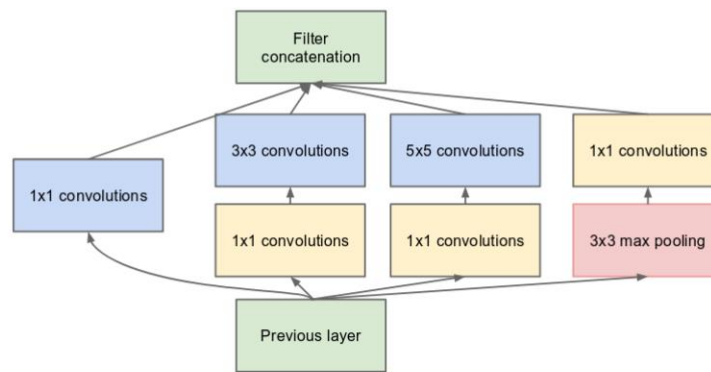 Filter
concatenation
3x3 convolutions
5x5 convolutions
1x1 convolutions
1x1 convolutions
1x1 convolutions
1x1 convolutions
3x3 max pooling
Previous layer